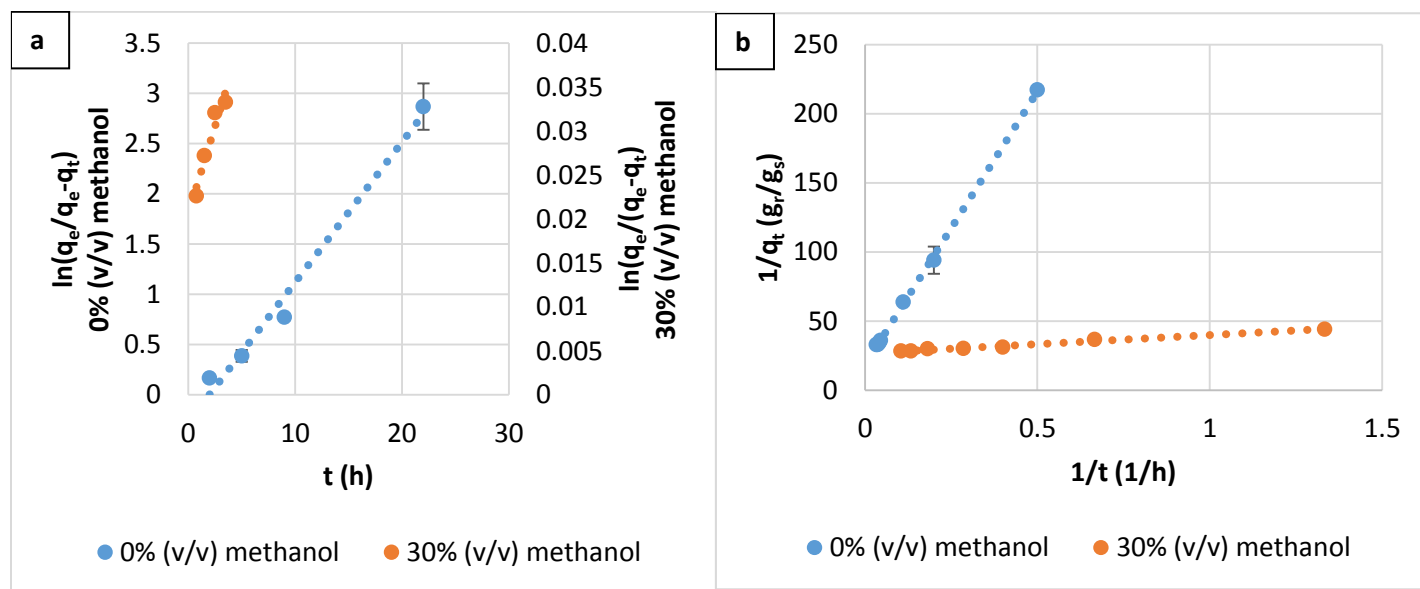 a
3.5
3
2.5
2
1.5
1
0.5
0
ln(qe/qe-qt)
0% (v/v) methanol
0.04
0.035
0.03
0.025
0.02
0.015
0.01
0.005
0
ln(qe/(qe-qt)
30% (v/v) methanol
0 10 20 30
t (h)
0% (v/v) methanol 30% (v/v) methanol
b
250
200
150
100
50
0
1/qt (gr/gs)
0 0.5 1 1.5
1/t (1/h)
0% (v/v) methanol 30% (v/v) methanol